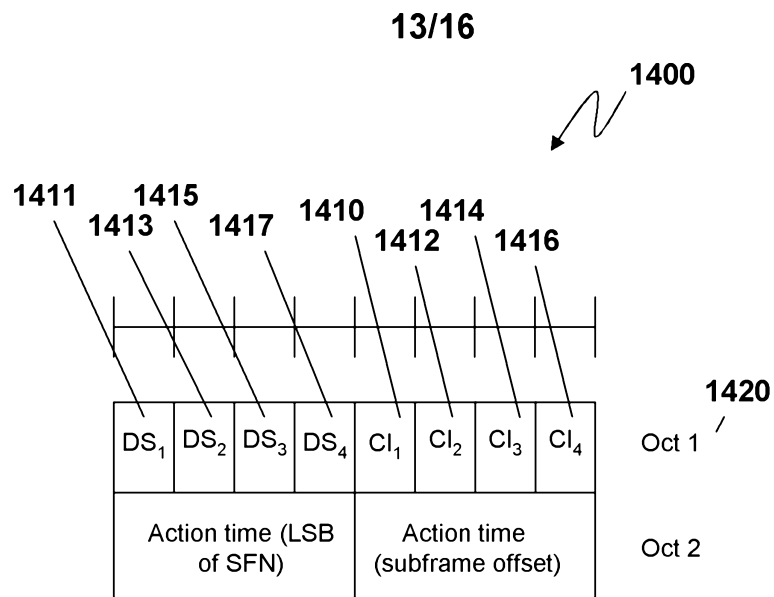 13/16
1400
1411 1415 1410 1414
1413 1417 1412 1416
1420
DS₁ DS₂ DS₃ DS₄ CI₁ CI₂ CI₃ CI₄ Oct 1
Action time (LSB
of SFN)
Action time
(subframe offset)
Oct 2